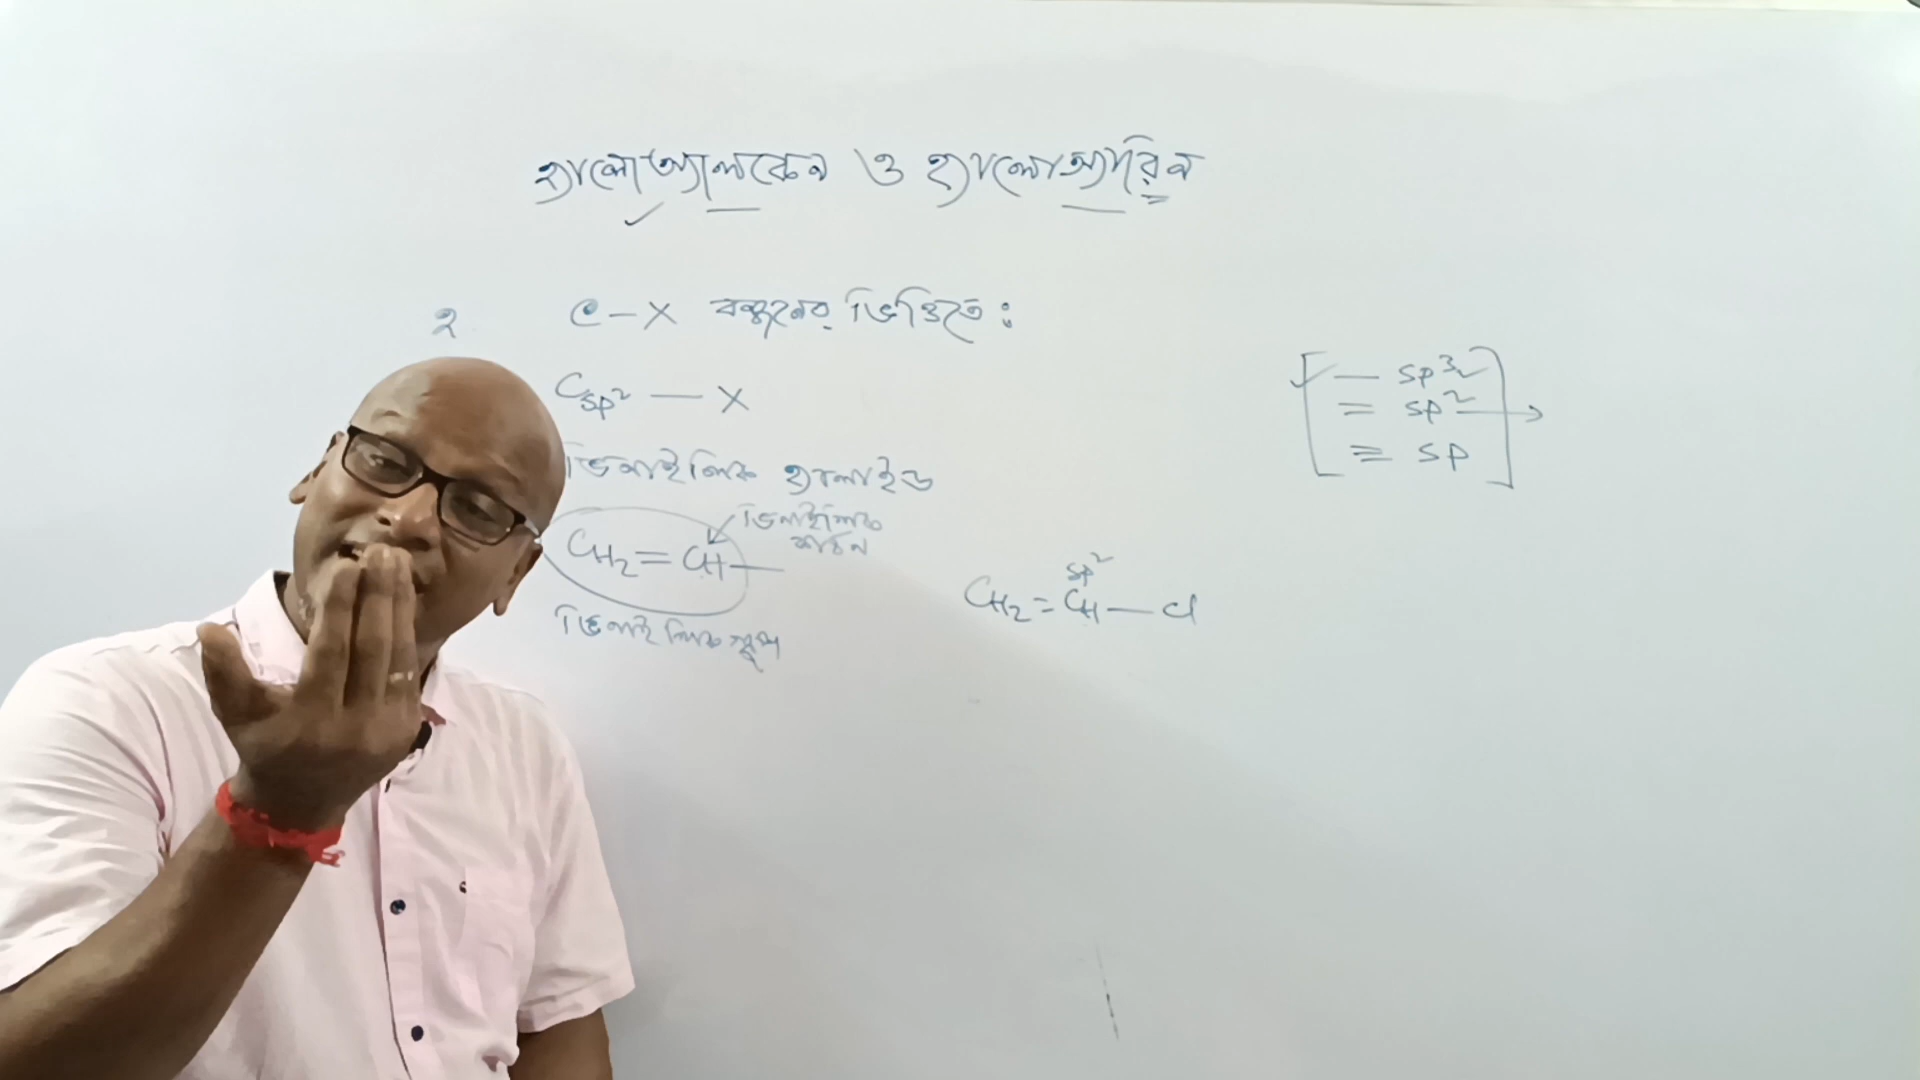 হ্যালোঅ্যালকেন ও হ্যালোঅ্যারিন
২ C-X বন্ধনের ভিত্তিতে:
Csp² — X
ভিনাইলিক হ্যালাইড
ভিনাইলিক
কার্বন
CH₂=CH—
ভিনাইলিক গ্রুপ
sp²
CH₂=CH—Cl
— sp³
= sp² →
≡ sp